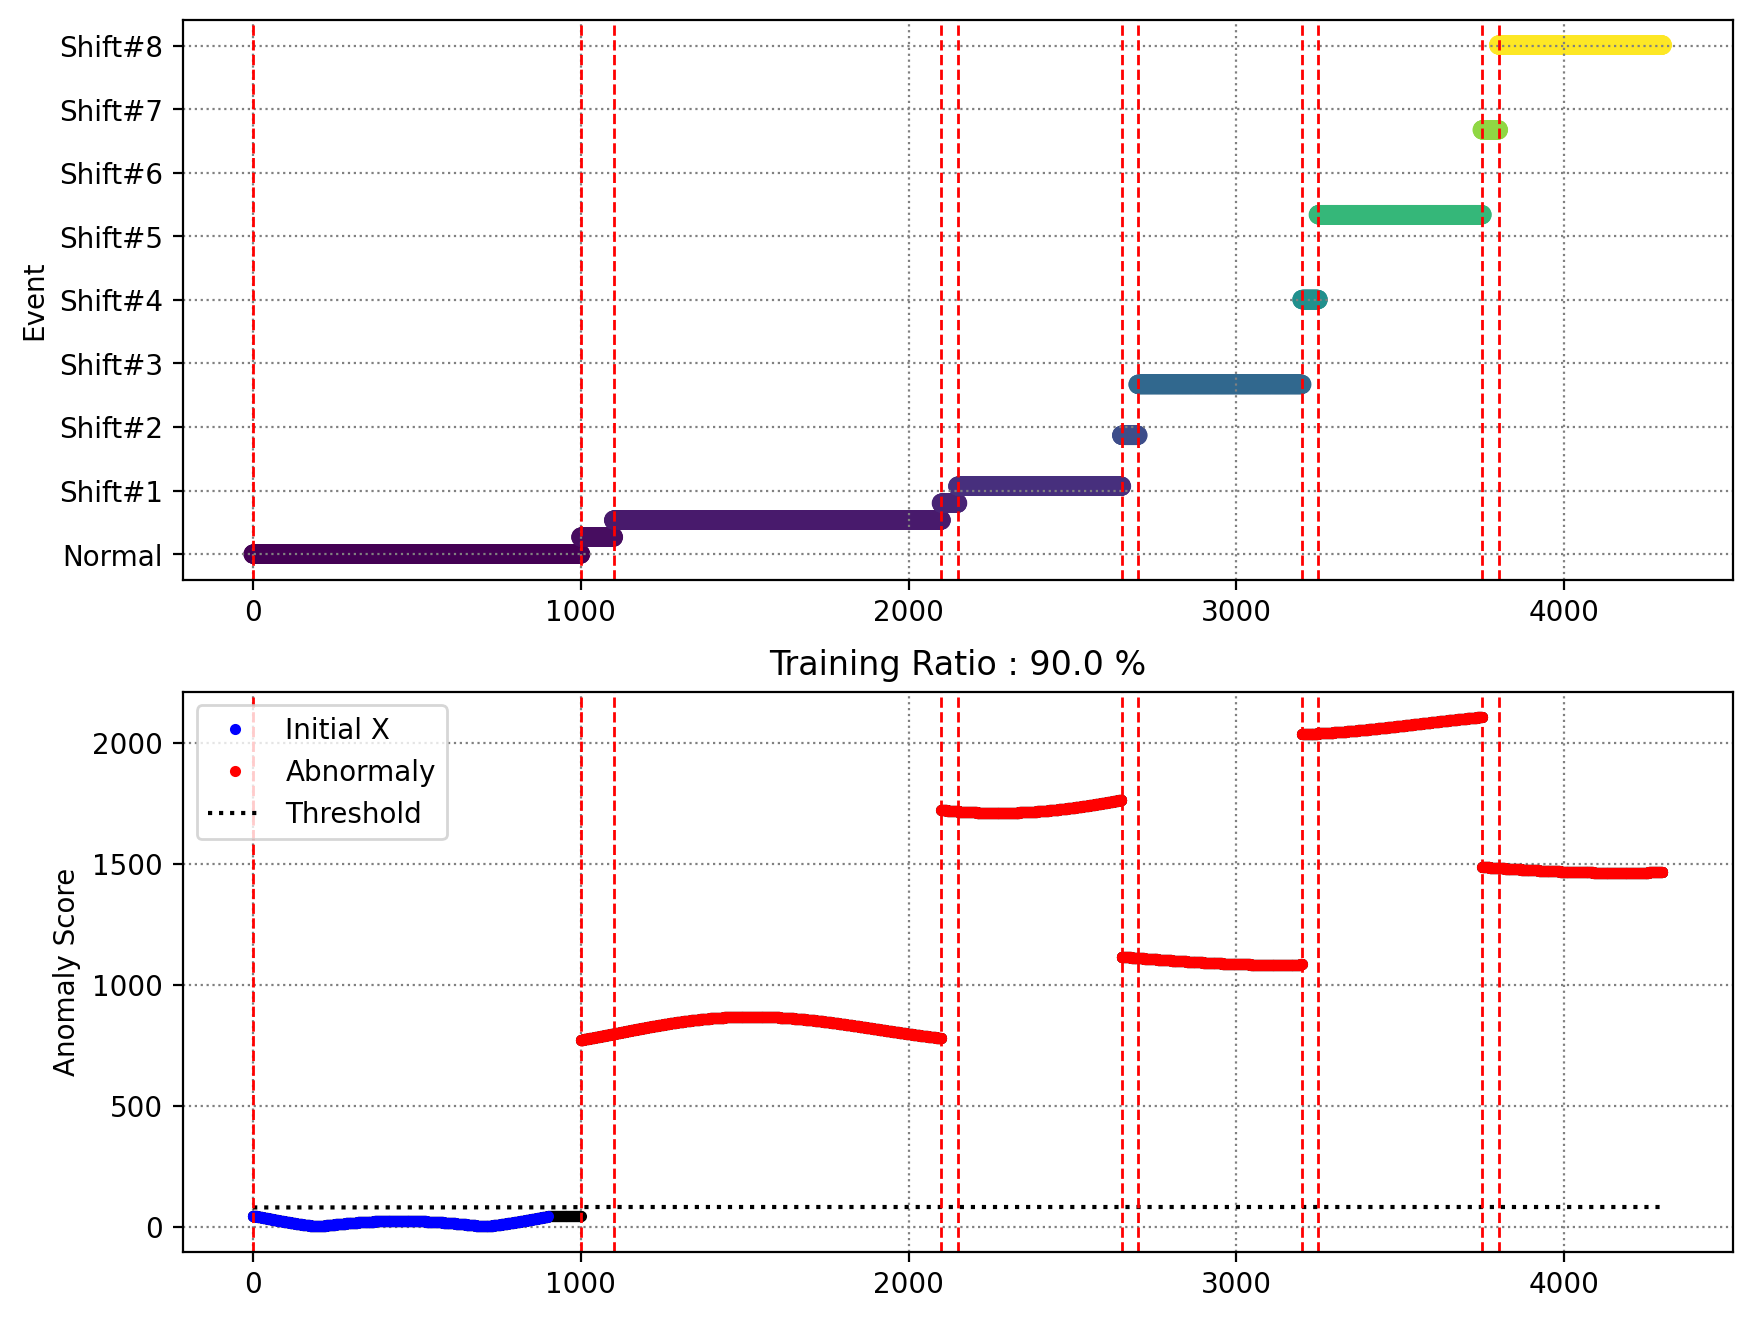 Shift#8
Shift#7
Shift#6
Shift#5
Shift#4
Shift#3
Shift#2
Shift#1
Normal
Event
0 1000 2000 3000 4000
Training Ratio : 90.0 %
Initial X
Abnormaly
Threshold
2000
1500
1000
500
0
Anomaly Score
0 1000 2000 3000 4000